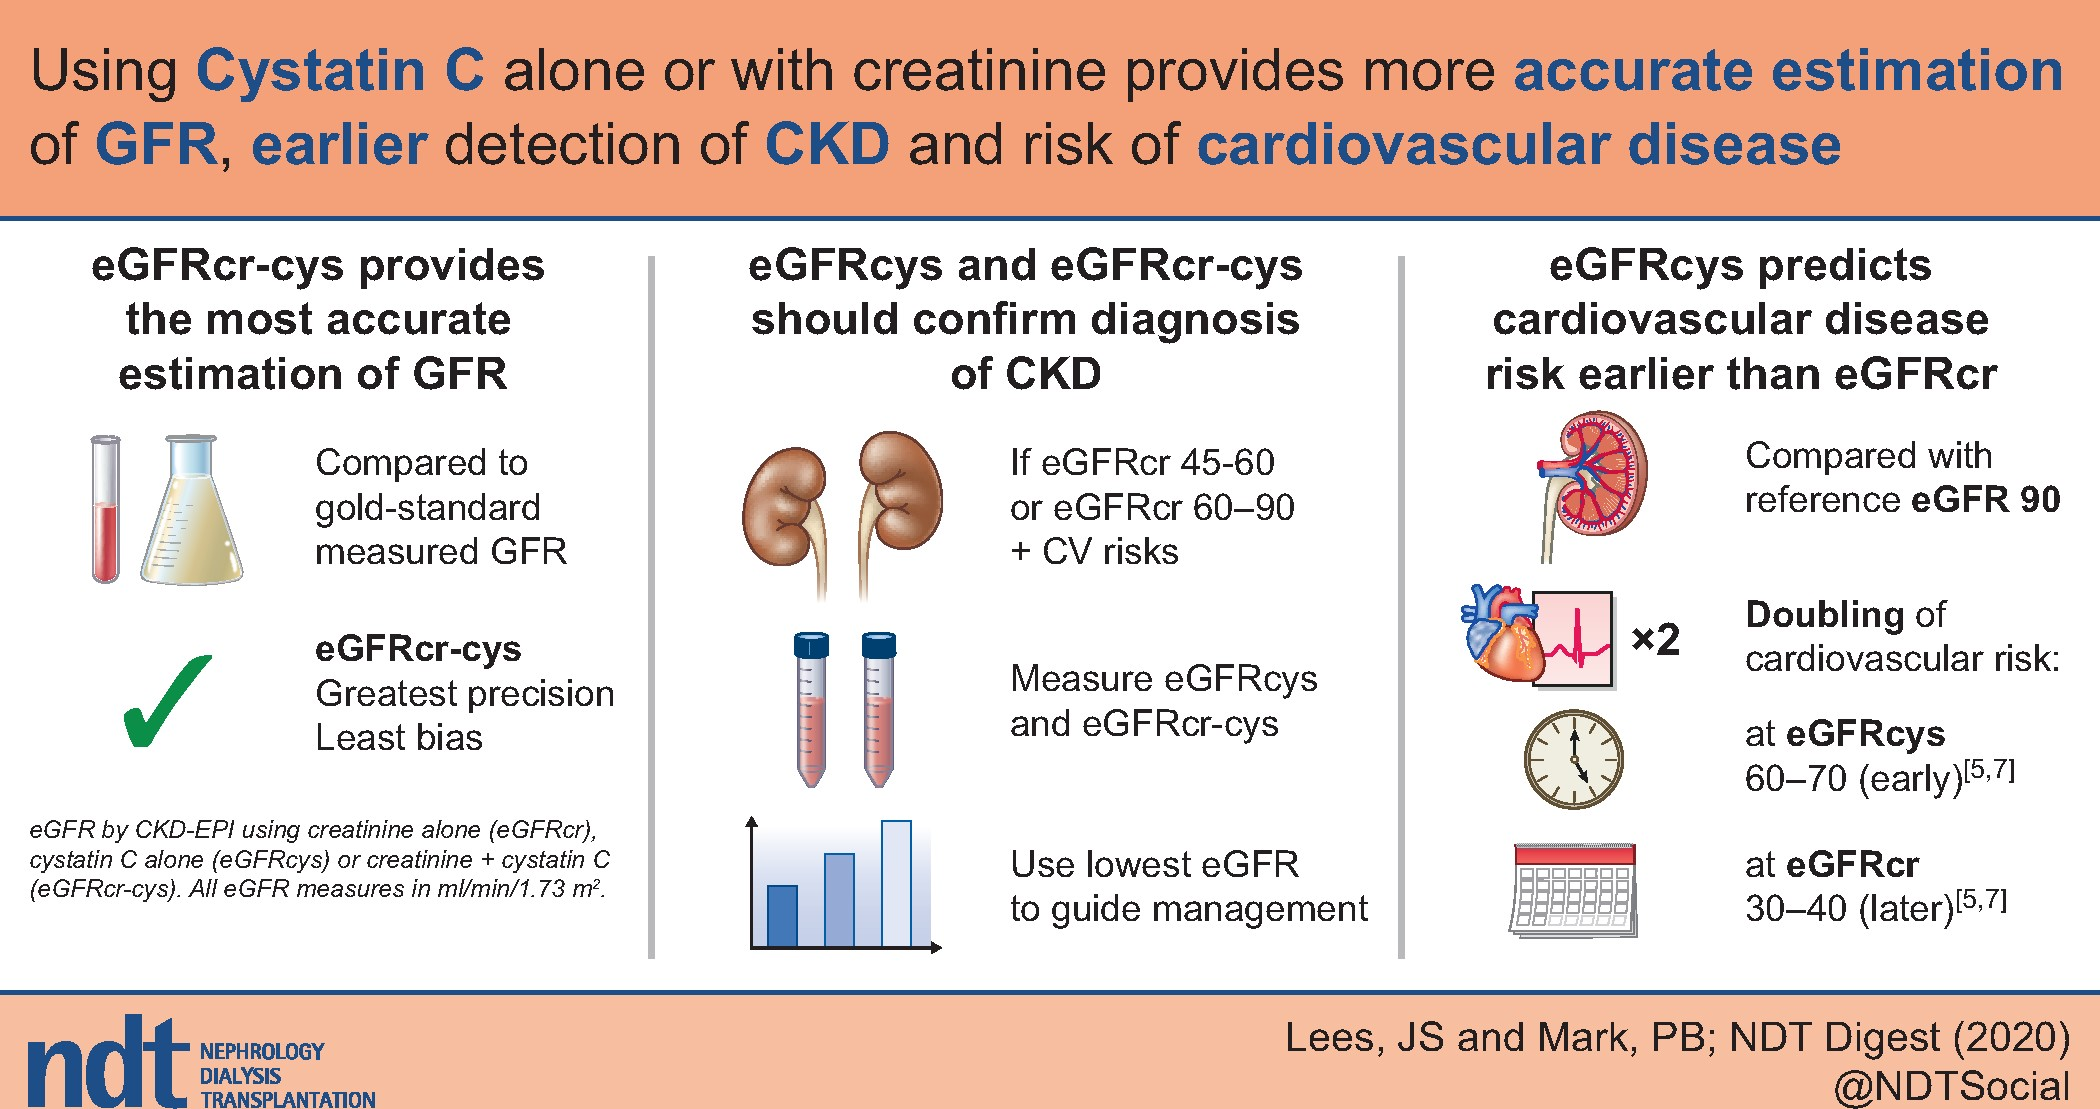 Using Cystatin C alone or with creatinine provides more accurate estimation
of GFR, earlier detection of CKD and risk of cardiovascular disease
eGFRcr-cys provides
the most accurate
estimation of GFR
Compared to
gold-standard
measured GFR
eGFRcr-cys
Greatest precision
Least bias
eGFR by CKD-EPI using creatinine alone (eGFRcr),
cystatin C alone (eGFRcys) or creatinine + cystatin C
(eGFRcr-cys). All eGFR measures in ml/min/1.73 m².
eGFRcys and eGFRcr-cys
should confirm diagnosis
of CKD
If eGFRcr 45-60
or eGFRcr 60–90
+ CV risks
Measure eGFRcys
and eGFRcr-cys
Use lowest eGFR
to guide management
eGFRcys predicts
cardiovascular disease
risk earlier than eGFRcr
Compared with
reference eGFR 90
×2
Doubling of
cardiovascular risk:
at eGFRcys
60–70 (early)[5,7]
at eGFRcr
30–40 (later)[5,7]
ndt
NEPHROLOGY
DIALYSIS
TRANSPLANTATION
Lees, JS and Mark, PB; NDT Digest (2020)
@NDTSocial